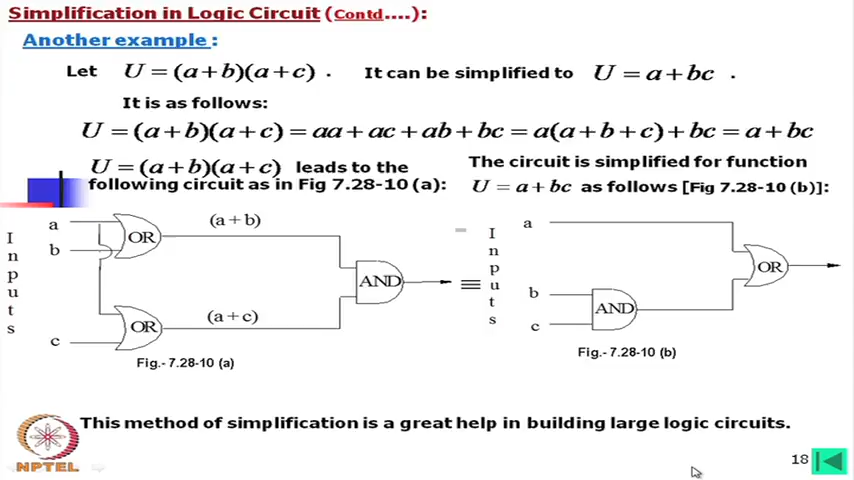 Simplification in Logic Circuit (Contd....):
Another example :
Let U = (a+b)(a+c) . It can be simplified to U = a+bc .
It is as follows:
U = (a+b)(a+c) = aa+ac+ab+bc = a(a+b+c)+bc = a+bc
U = (a+b)(a+c) leads to the
following circuit as in Fig 7.28-10 (a):
The circuit is simplified for function
U = a+bc as follows [Fig 7.28-10 (b)]:
Inputs
a
b
c
OR
(a+b)
OR
(a+c)
AND
Fig.- 7.28-10 (a)
≡
Inputs
a
b
c
AND
OR
Fig.- 7.28-10 (b)
This method of simplification is a great help in building large logic circuits.
NPTEL
18